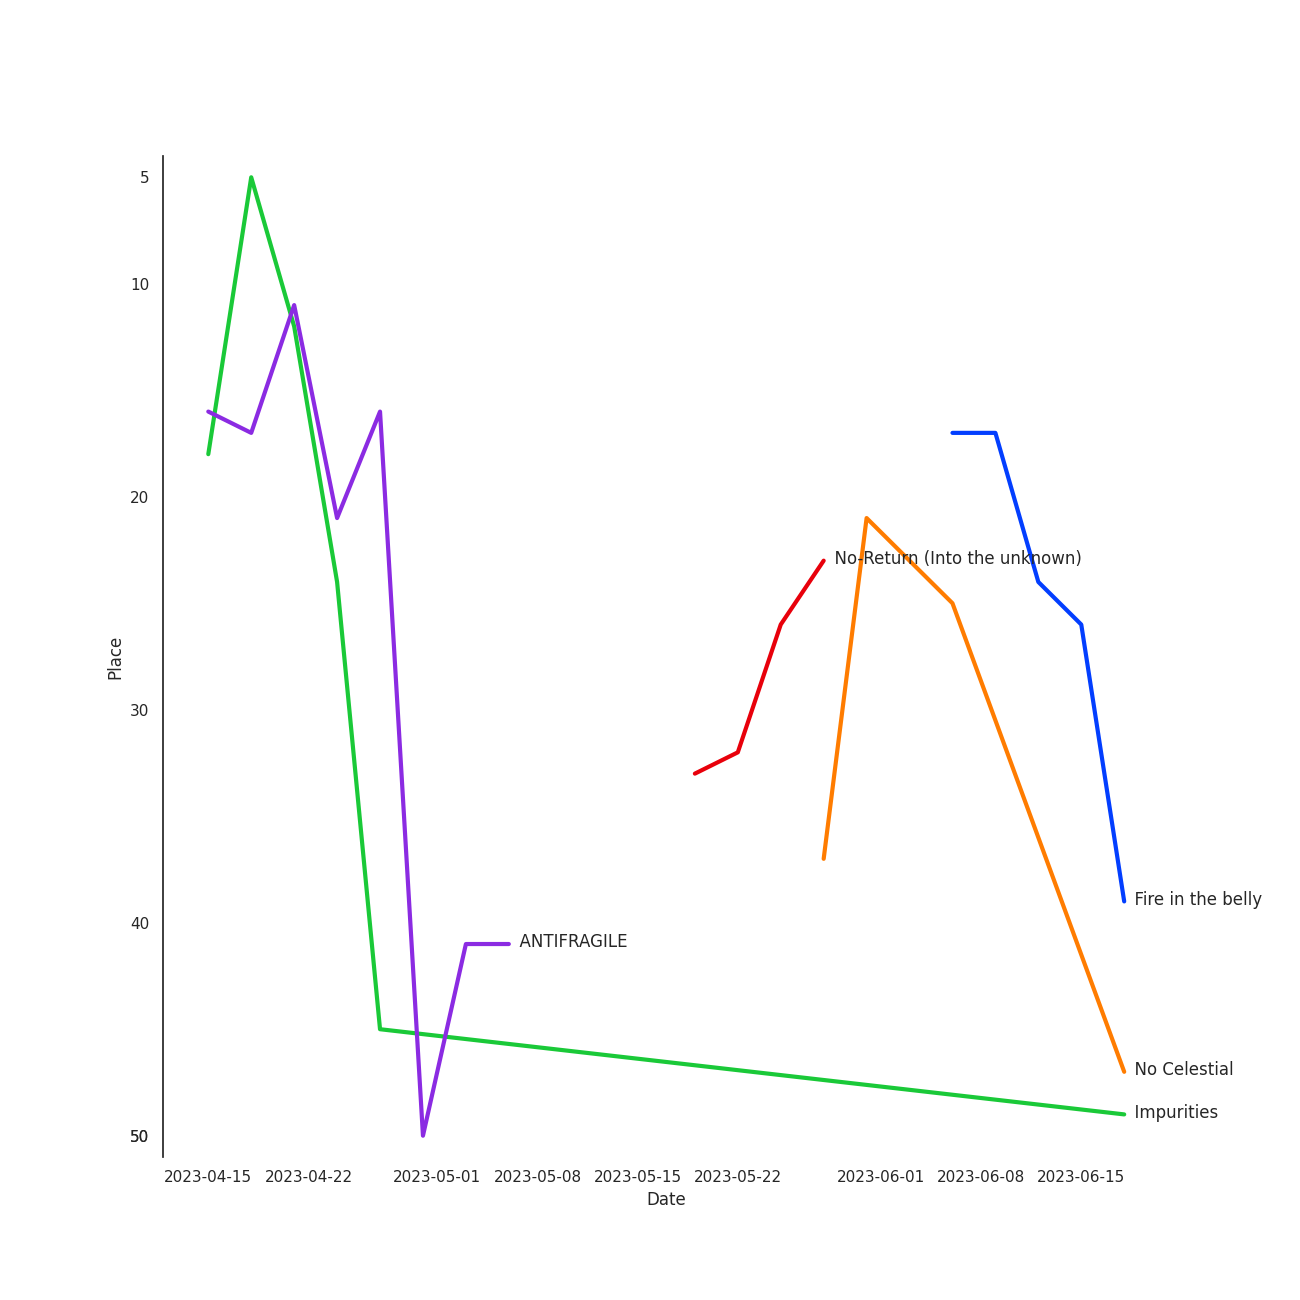 5
10
20
30
40
50
Place
No-Return (Into the unknown)
Fire in the belly
ANTIFRAGILE
No Celestial
Impurities
2023-04-15 2023-04-22 2023-05-01 2023-05-08 2023-05-15 2023-05-22 2023-06-01 2023-06-08 2023-06-15
Date